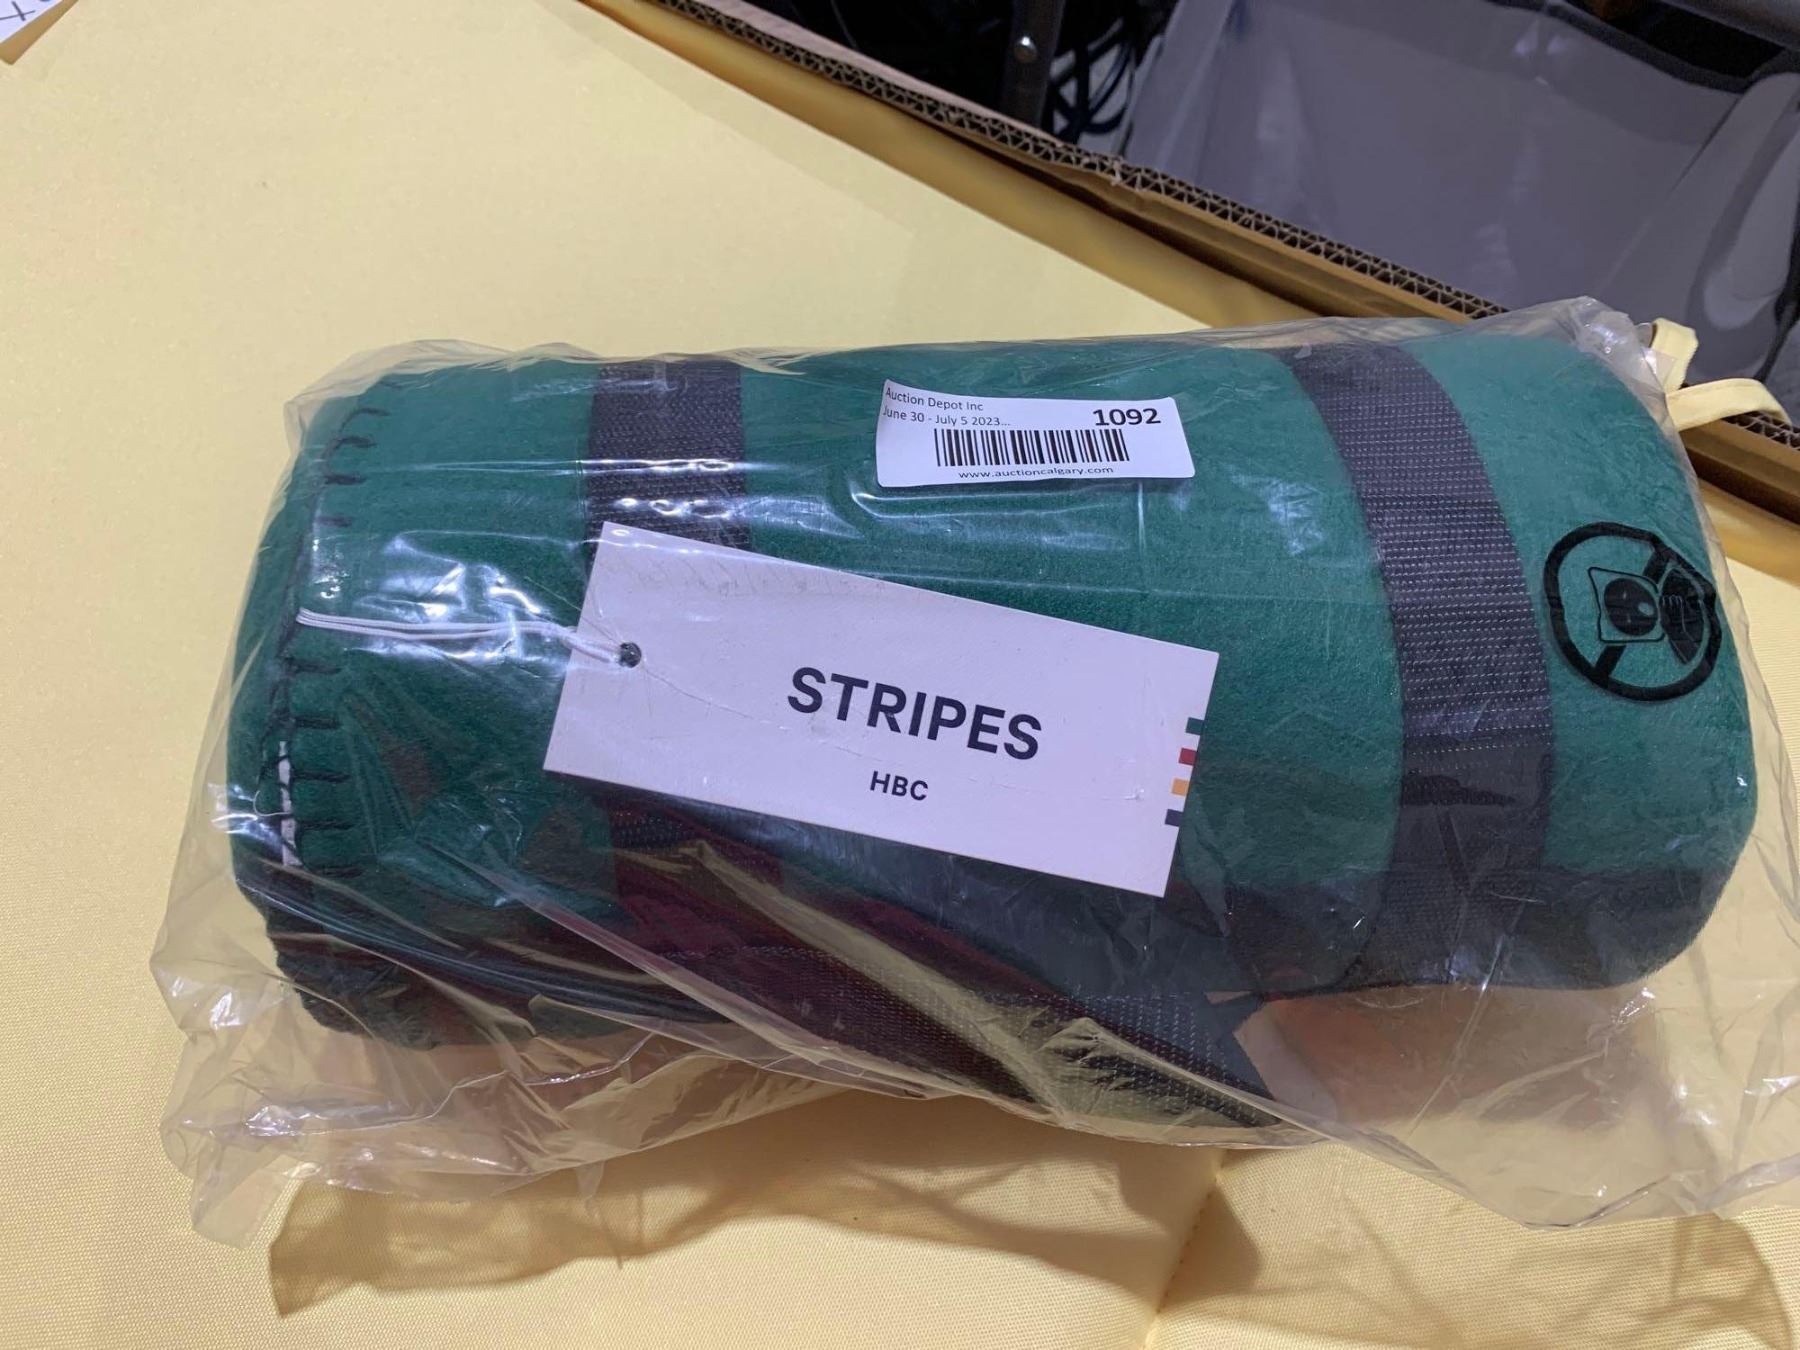 Auction Depot Inc
June 30 - July 5 2023...
1092
www.auctioncalgary.com
STRIPES
HBC